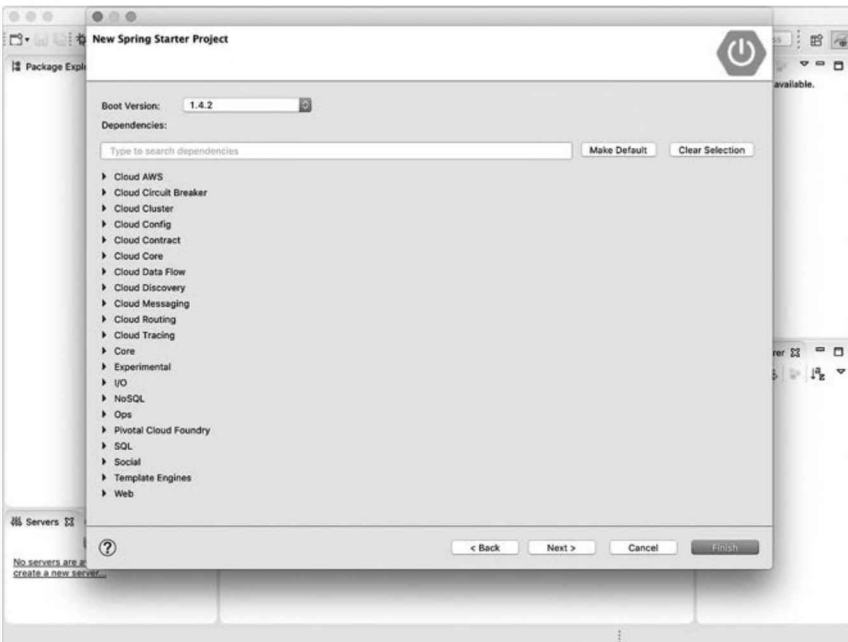 New Spring Starter Project
Package Expl
available.
Boot Version: 1.4.2
Dependencies:
Type to search dependencies
Make Default Clear Selection
Cloud AWS
Cloud Circuit Breaker
Cloud Cluster
Cloud Config
Cloud Contract
Cloud Core
Cloud Data Flow
Cloud Discovery
Cloud Messaging
Cloud Routing
Cloud Tracing
Core
Experimental
I/O
NoSQL
Ops
Pivotal Cloud Foundry
SQL
Social
Template Engines
Web
rer
Servers
? < Back Next > Cancel Finish
No servers are a
create a new server...